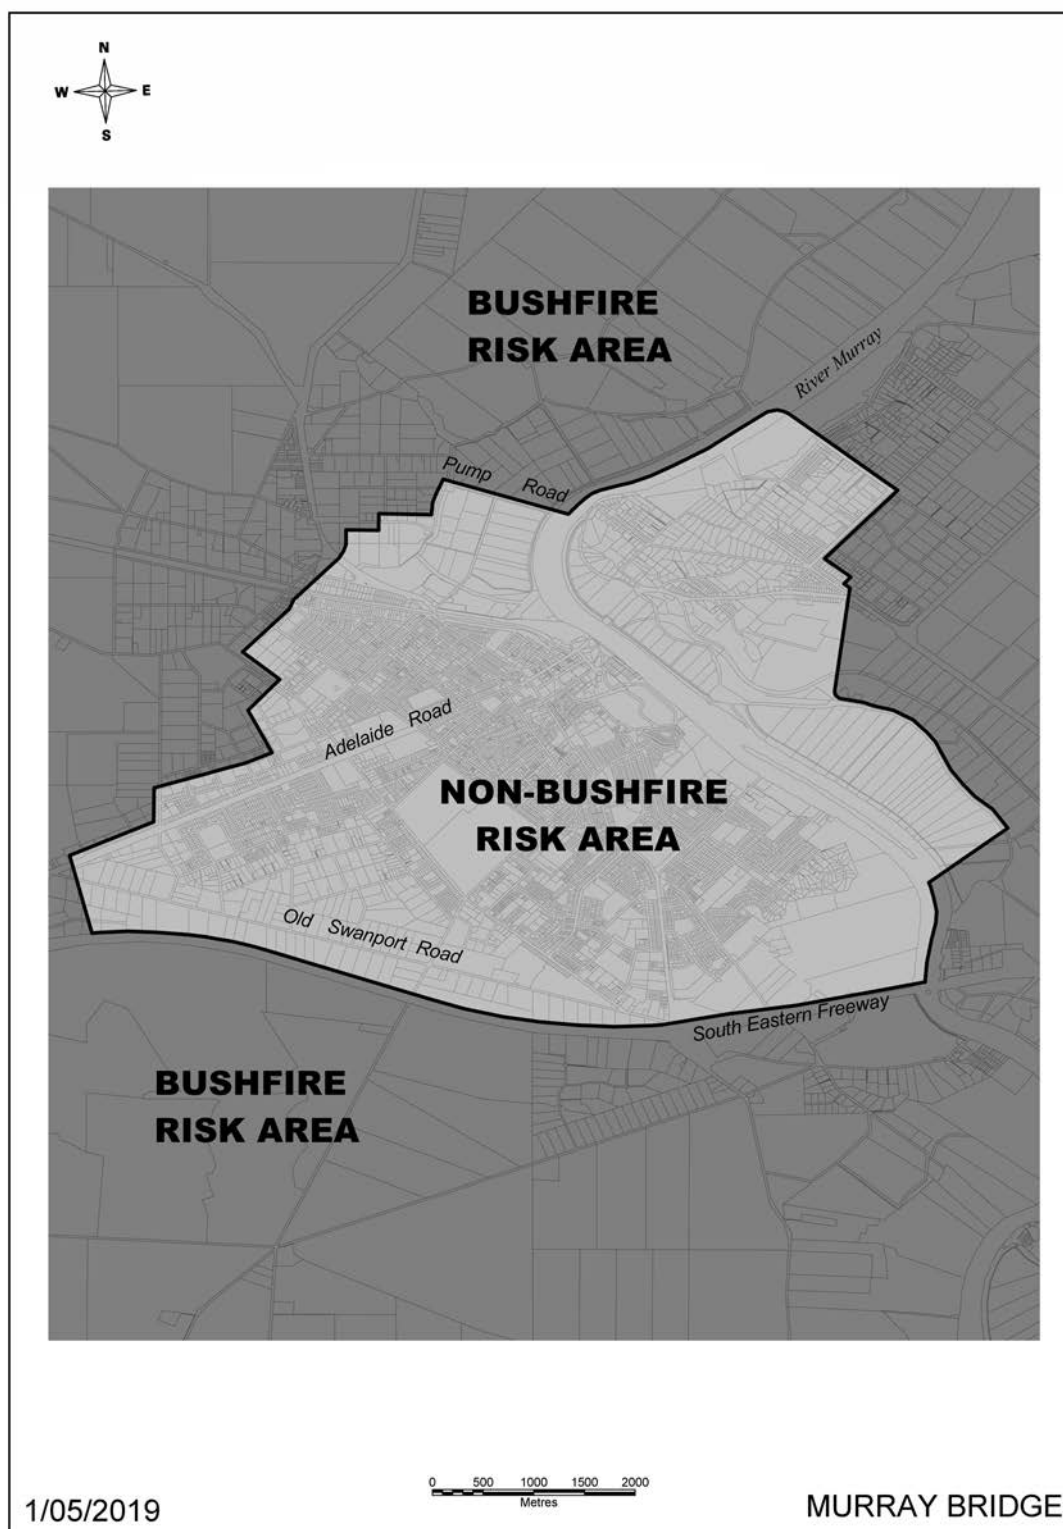 N
W E
S
BUSHFIRE
RISK AREA
River Murray
Pump Road
Adelaide Road
NON-BUSHFIRE
RISK AREA
Old Swanport Road
South Eastern Freeway
BUSHFIRE
RISK AREA
0 500 1000 1500 2000
Metres
1/05/2019
MURRAY BRIDGE